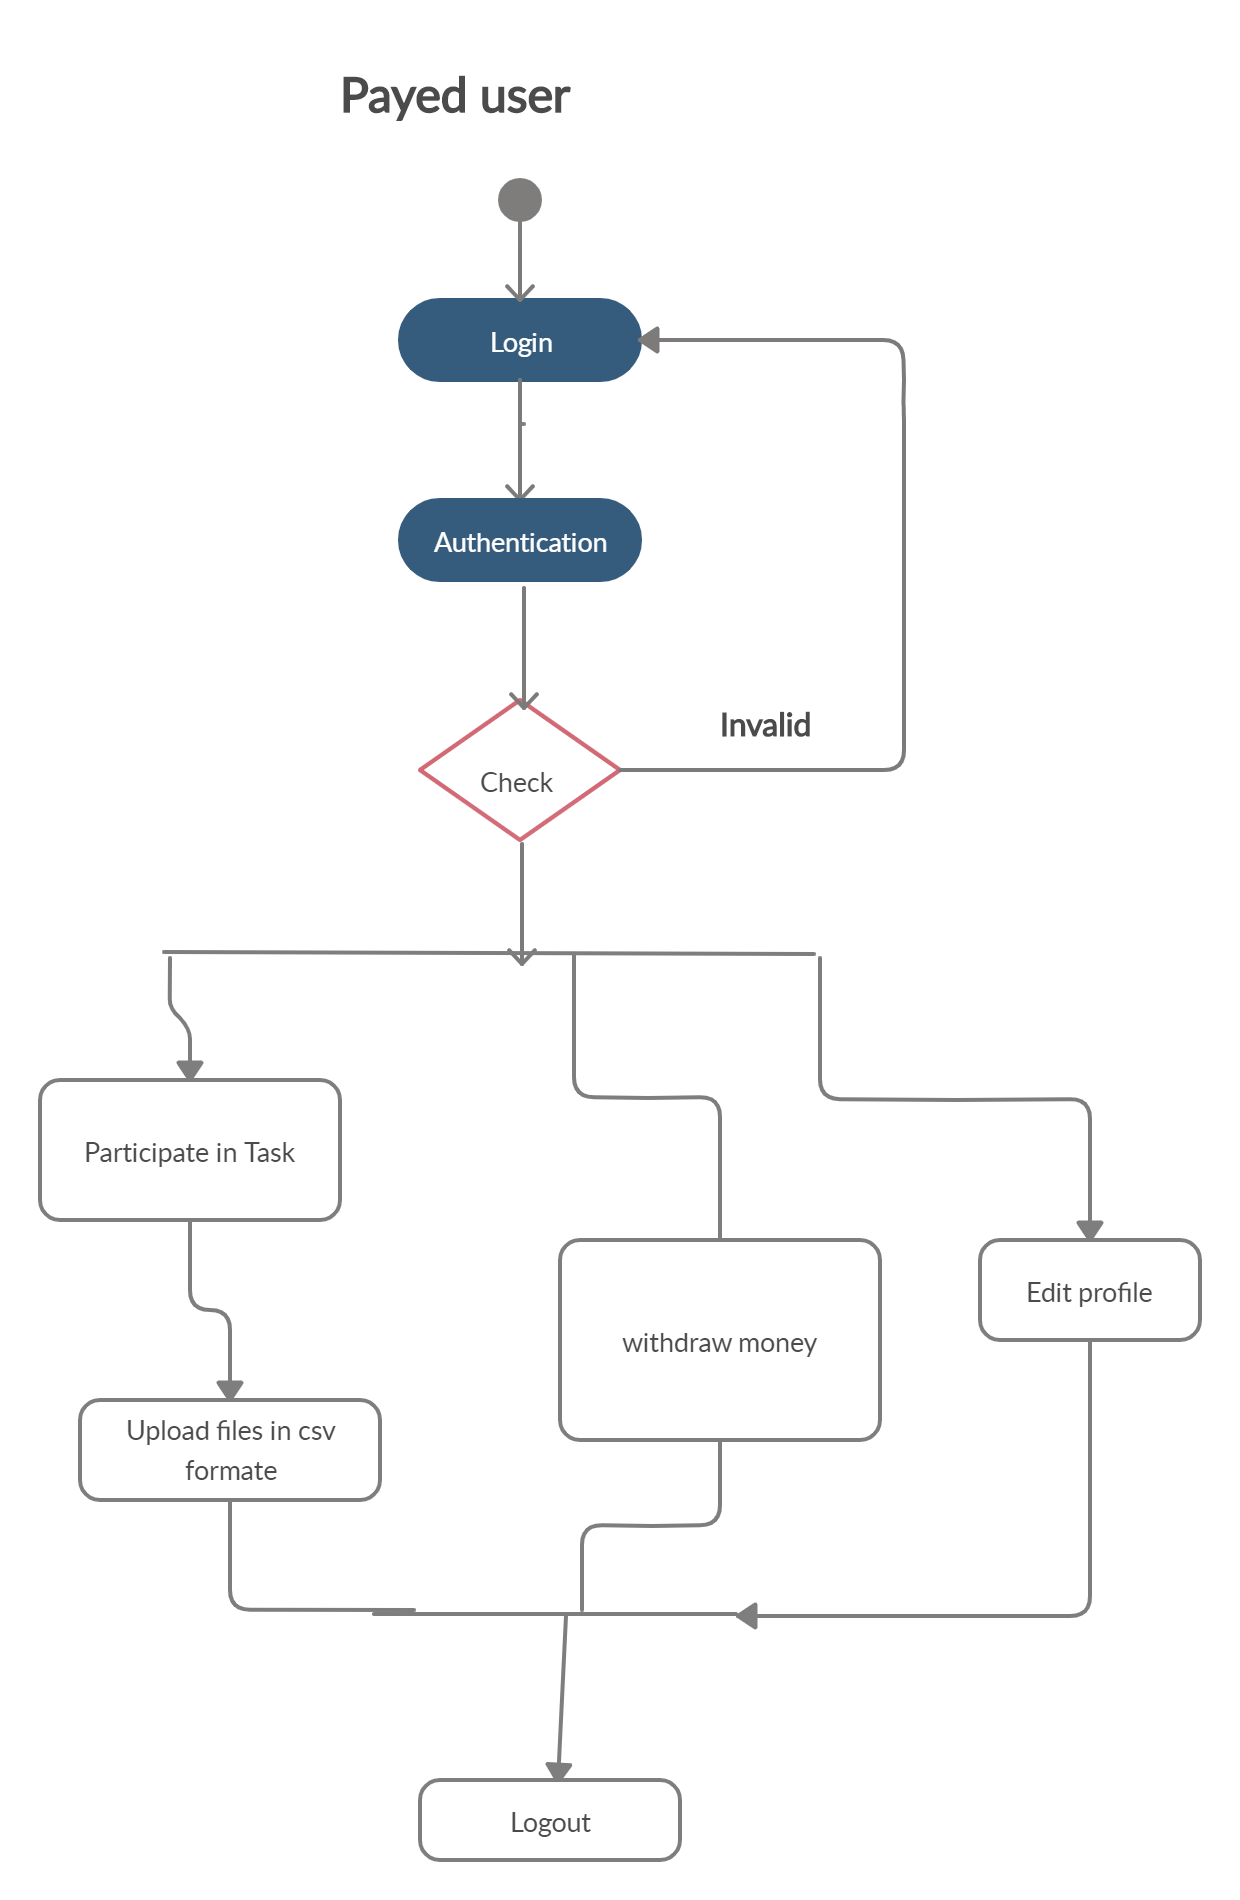 Payed user
Login
Authentication
Invalid
Check
Participate in Task
Edit profile
withdraw money
Upload files in csv
formate
Logout